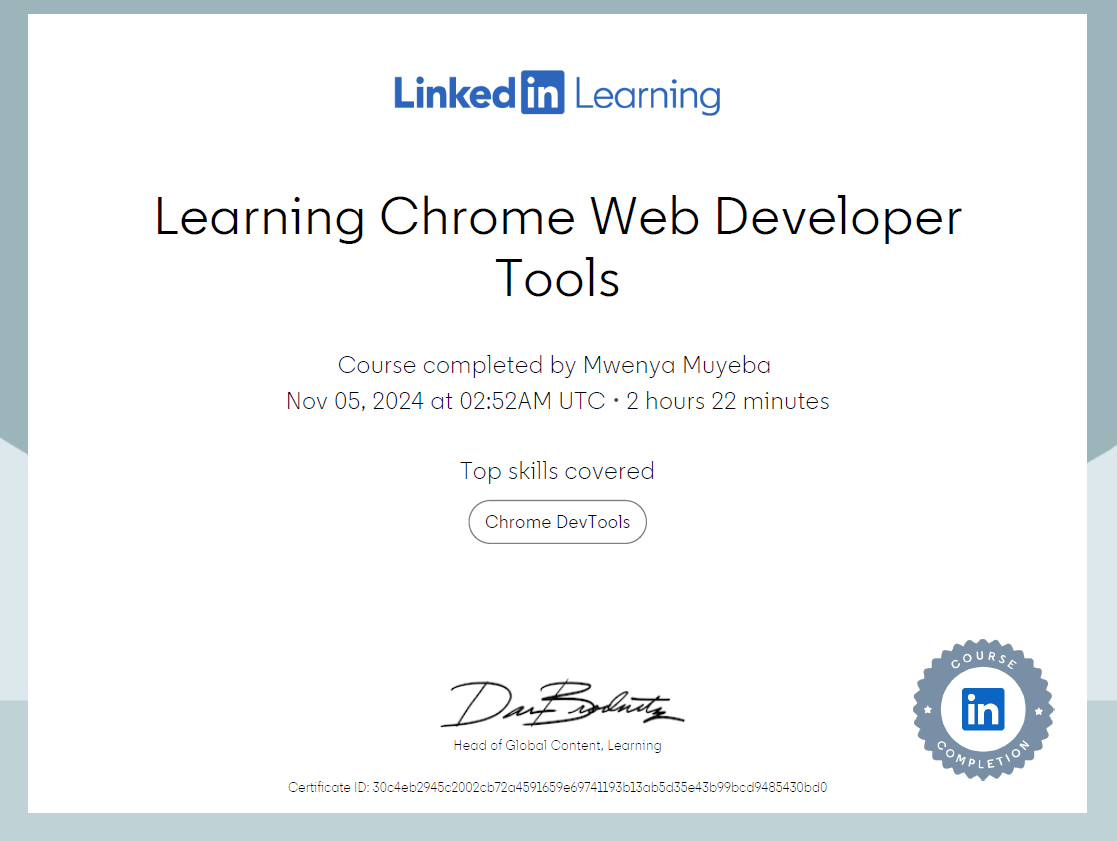 Linked in Learning
Learning Chrome Web Developer
Tools
Course completed by Mwenya Muyeba
Nov 05, 2024 at 02:52AM UTC • 2 hours 22 minutes
Top skills covered
Chrome DevTools
Dan Brodnitz
Head of Global Content, Learning
Certificate ID: 30c4eb2945c2002cb72a4591659e69741193b13ab5d35e43b99bcd9485430bd0
COURSE
in
COMPLETION